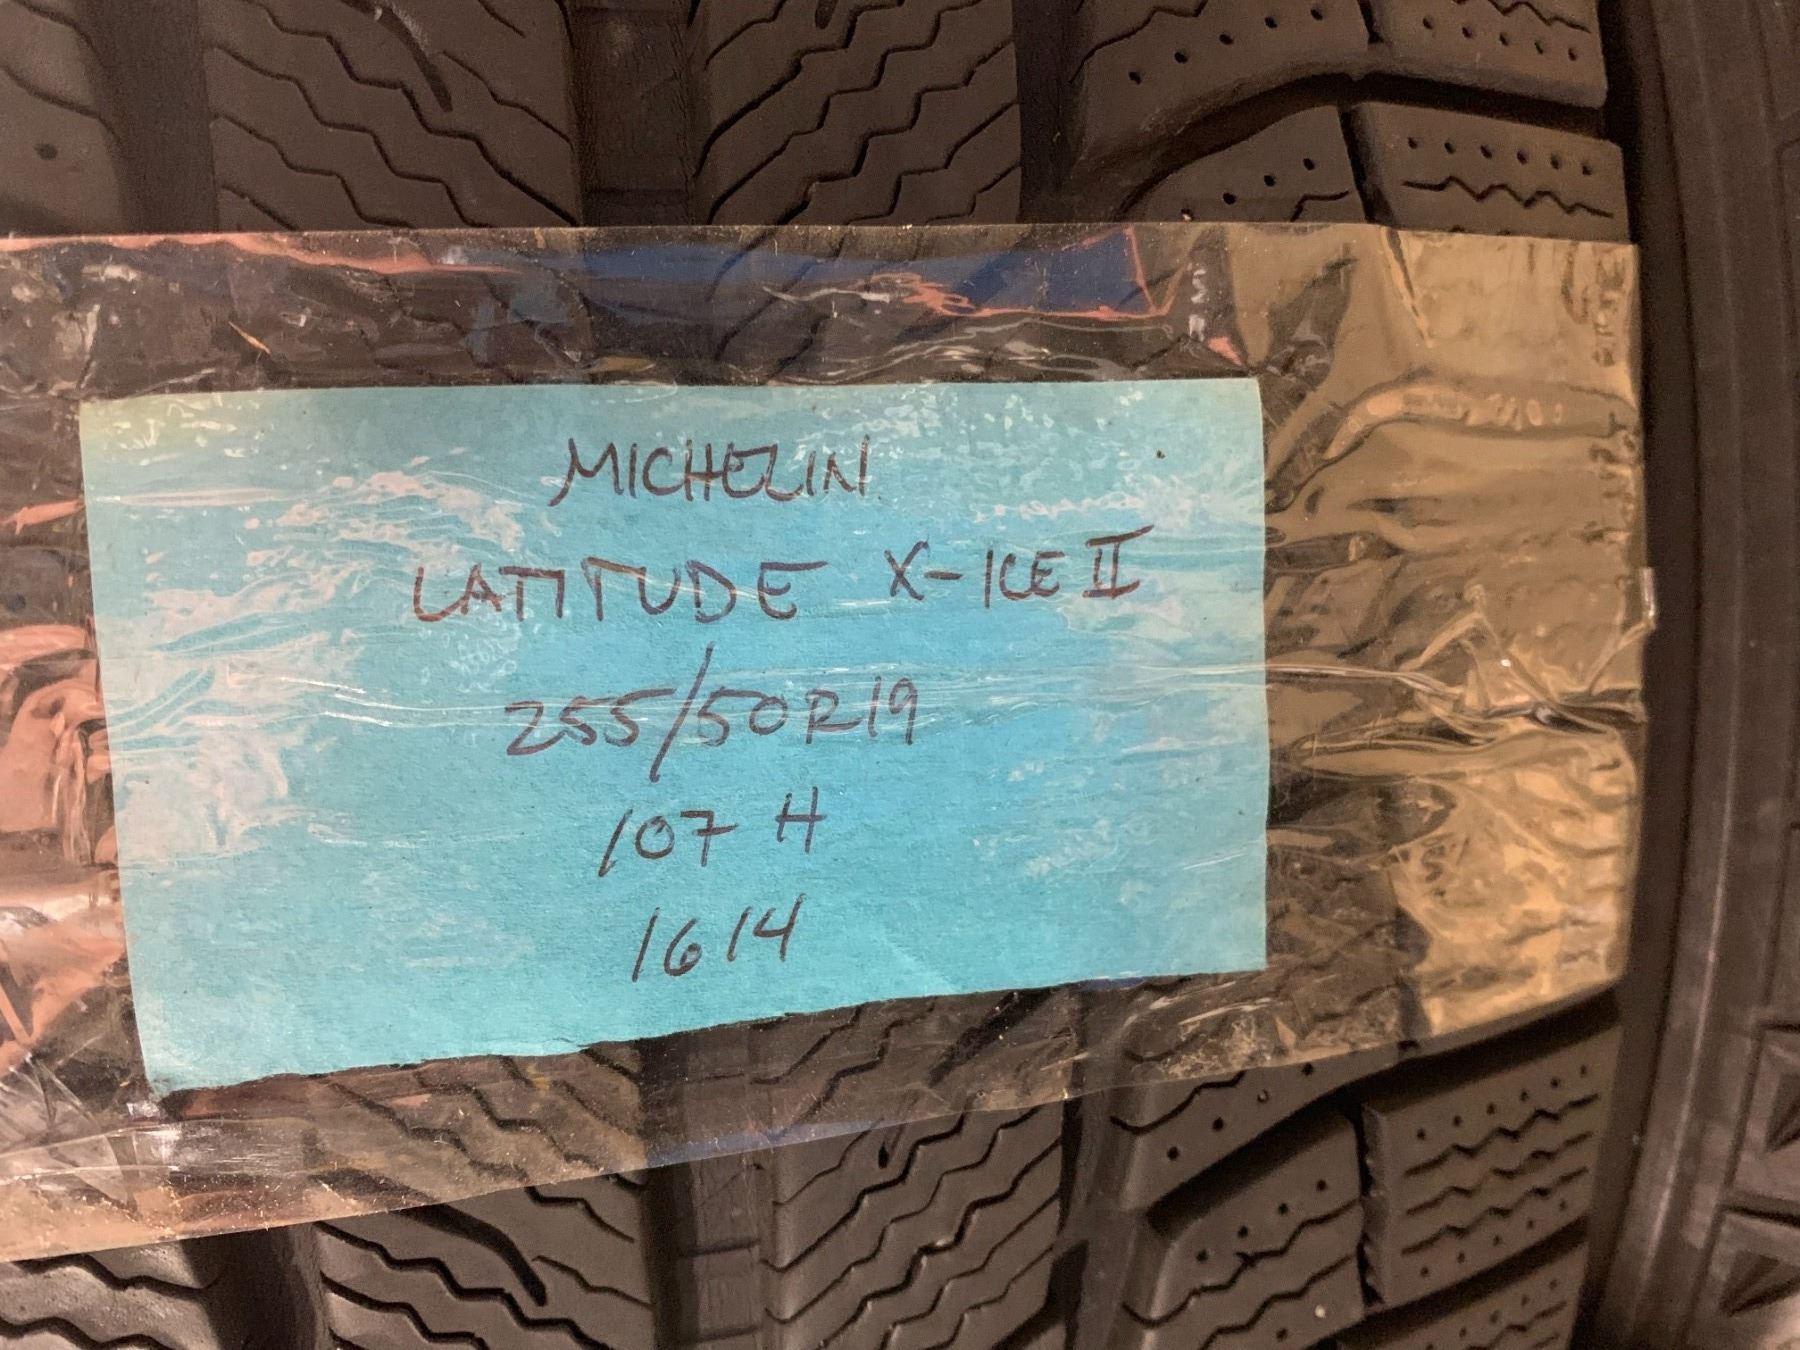 MICHELIN
LATITUDE X-ICE II
255/50R19
107 H
1614